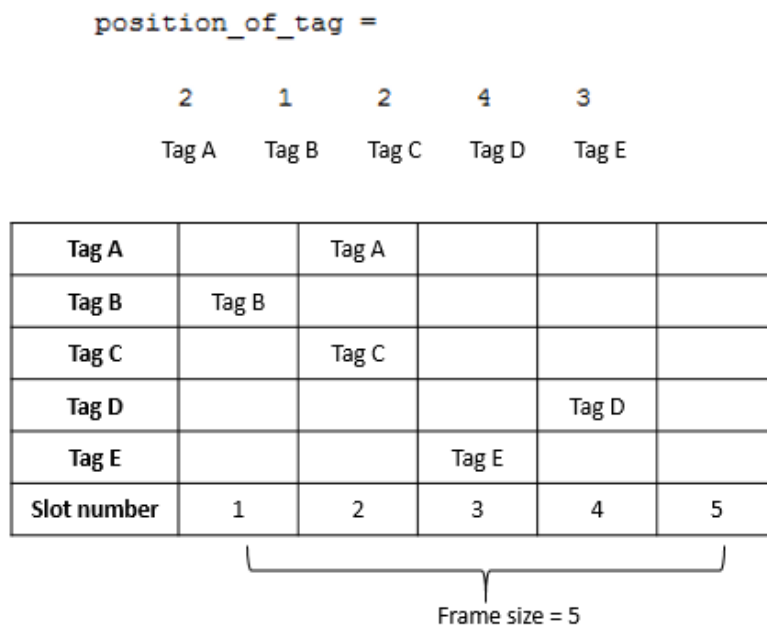 position_of_tag =
2 1 2 4 3
Tag A Tag B Tag C Tag D Tag E
Tag A Tag A
Tag B Tag B
Tag C Tag C
Tag D Tag D
Tag E Tag E
Slot number 1 2 3 4 5
Frame size = 5